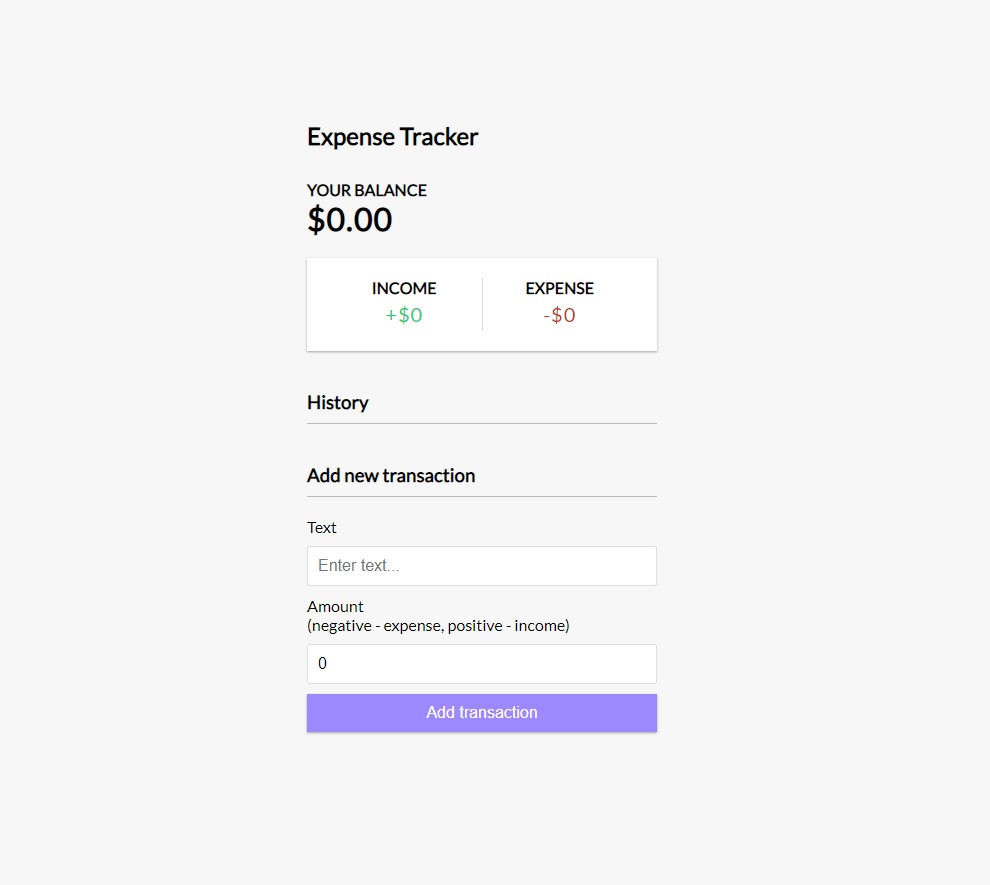 Expense Tracker
YOUR BALANCE
$0.00
INCOME EXPENSE
+$0 -$0
History
Add new transaction
Text
Enter text...
Amount
(negative - expense, positive - income)
0
Add transaction